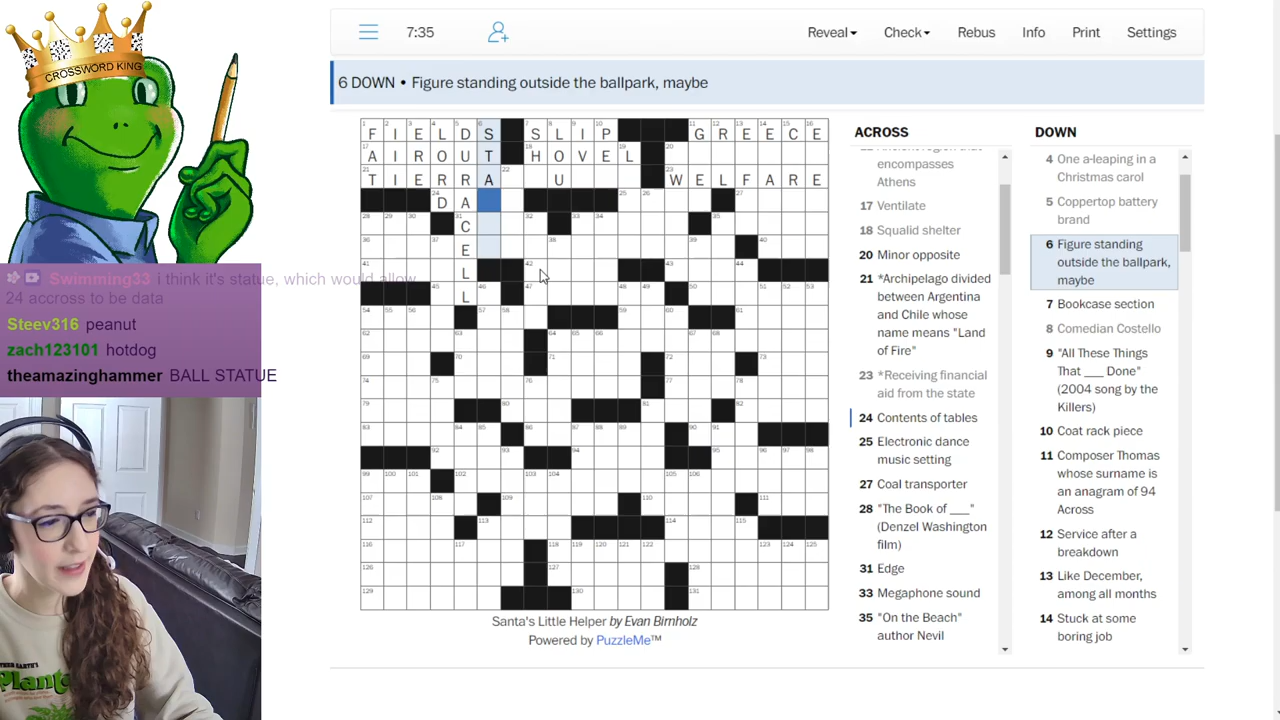 CROSSWORD KING
7:35
Reveal
Check
Rebus
Info
Print
Settings
6 DOWN • Figure standing outside the ballpark, maybe
F I E L D S S L I P G R E E C E
A I R O U T H O V E L
T I E R R A U W E L F A R E
D A
C
E
L
L
Santa's Little Helper by Evan Birnholz
Powered by PuzzleMe™
ACROSS
encompasses
Athens
17 Ventilate
18 Squalid shelter
20 Minor opposite
21 *Archipelago divided
between Argentina
and Chile whose
name means "Land
of Fire"
23 *Receiving financial
aid from the state
24 Contents of tables
25 Electronic dance
music setting
27 Coal transporter
28 "The Book of ___"
(Denzel Washington
film)
31 Edge
33 Megaphone sound
35 "On the Beach"
author Nevil
DOWN
4 One a-leaping in a
Christmas carol
5 Coppertop battery
brand
6 Figure standing
outside the ballpark,
maybe
7 Bookcase section
8 Comedian Costello
9 "All These Things
That ___ Done"
(2004 song by the
Killers)
10 Coat rack piece
11 Composer Thomas
whose surname is
an anagram of 94
Across
12 Service after a
breakdown
13 Like December,
among all months
14 Stuck at some
boring job
Swimming33 i think it's statue, which would allow
24 accross to be data
Steev316 peanut
zach123101 hotdog
theamazinghammer BALL STATUE
Plant